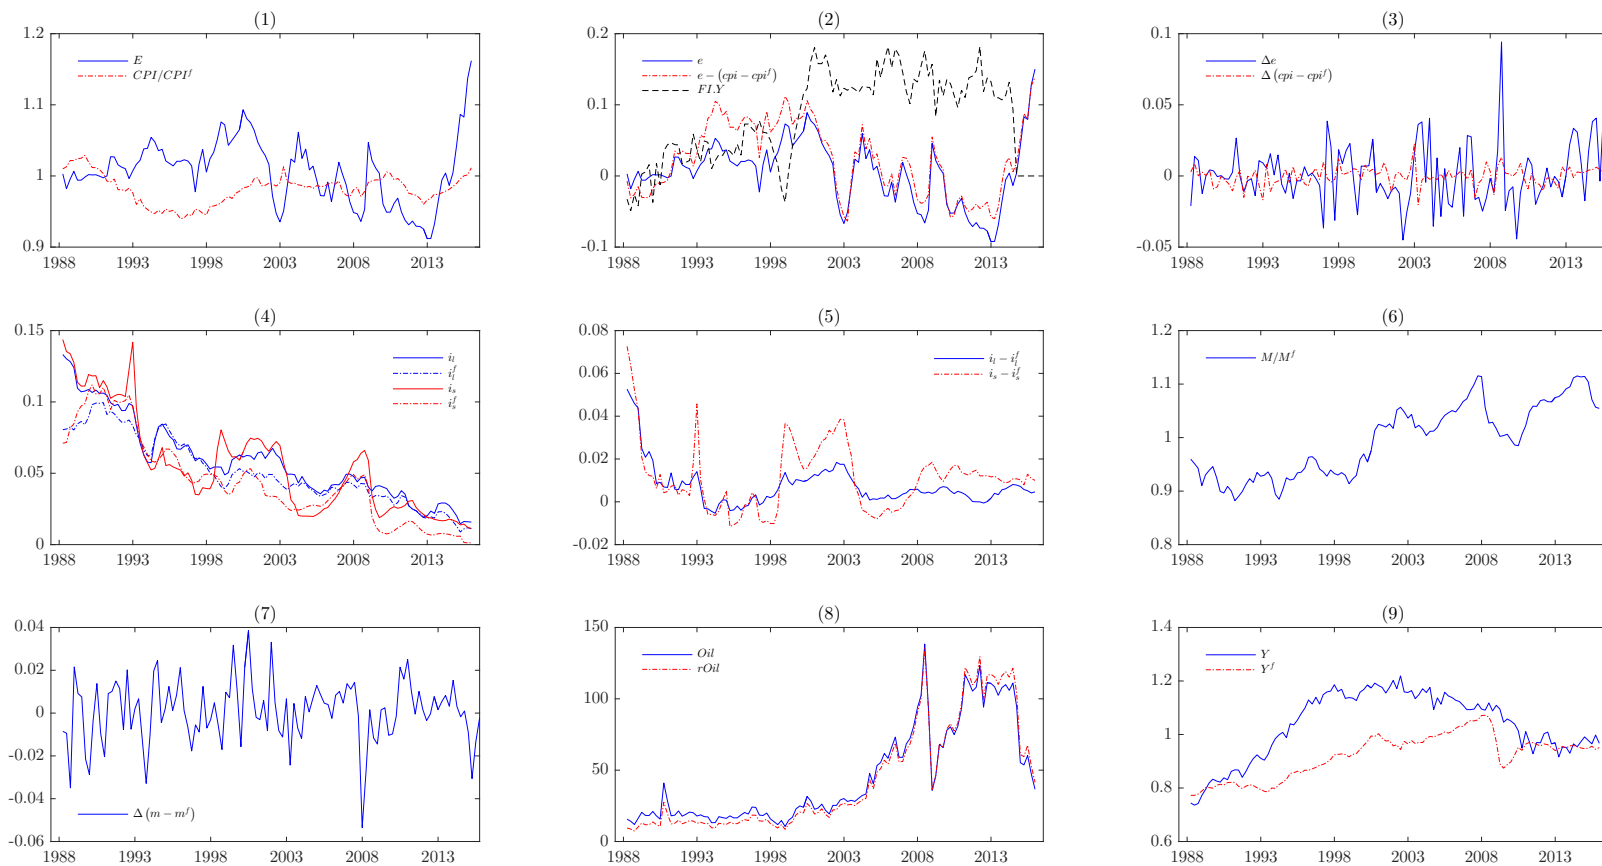 (1)
1.2
1.1
1
0.9
E
CPI/CPI^f
1988 1993 1998 2003 2008 2013
(2)
0.2
0.1
0
-0.1
e
e − (cpi − cpi^f)
FI.Y
1988 1993 1998 2003 2008 2013
(3)
0.1
0.05
0
-0.05
Δe
Δ (cpi − cpi^f)
1988 1993 1998 2003 2008 2013
(4)
0.15
0.1
0.05
0
i_l
i_l^f
i_s
i_s^f
1988 1993 1998 2003 2008 2013
(5)
0.08
0.06
0.04
0.02
0
-0.02
i_l − i_l^f
i_s − i_s^f
1988 1993 1998 2003 2008 2013
(6)
1.2
1.1
1
0.9
0.8
M/M^f
1988 1993 1998 2003 2008 2013
(7)
0.04
0.02
0
-0.02
-0.04
-0.06
Δ (m − m^f)
1988 1993 1998 2003 2008 2013
(8)
150
100
50
0
Oil
rOil
1988 1993 1998 2003 2008 2013
(9)
1.4
1.2
1
0.8
0.6
Y
Y^f
1988 1993 1998 2003 2008 2013